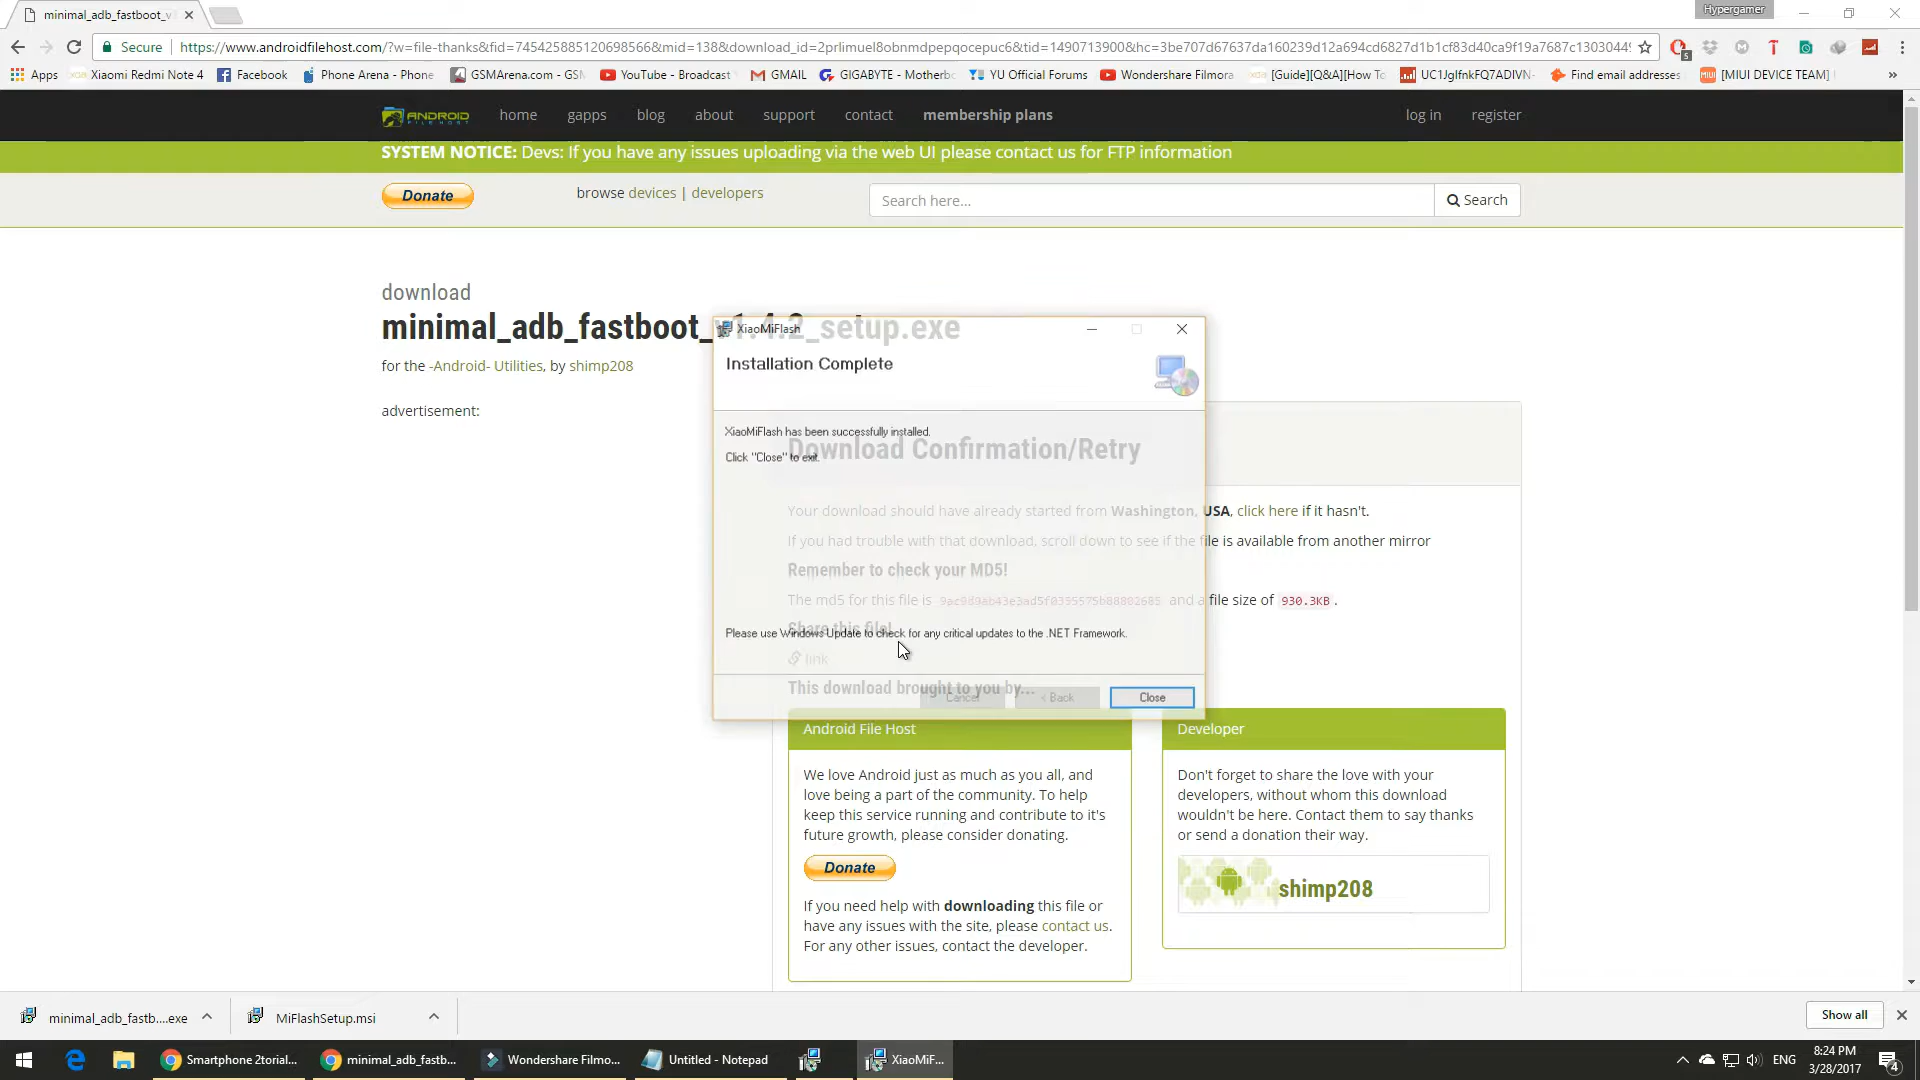 minimal_adb_fastboot_v
Hypergamer
Secure
https://www.androidfilehost.com/?w=file-thanks&fid=745425885120698566&mid=138&download_id=2prlimuel8obnmdpepqocepuc6&tid=1490713900&hc=3be707d67637da160239d12a694cd6827d1b1cf83d40ca9f19a7687c1303044
5
Apps
Xiaomi Redmi Note 4
Facebook
Phone Arena - Phone
GSMArena.com - GSM
YouTube - Broadcast
GMAIL
GIGABYTE - Motherbo
YU Official Forums
Wondershare Filmora
[Guide][Q&A][How To
UC1JgIfnkFQ7ADIVN-
Find email addresses
[MIUI DEVICE TEAM]
ANDROID
FILE HOST
home
gapps
blog
about
support
contact
membership plans
log in
register
SYSTEM NOTICE: Devs: If you have any issues uploading via the web UI please contact us for FTP information
Donate
browse devices | developers
Search here...
Search
download
minimal_adb_fastboot_v1.4.2_setup.exe
for the -Android- Utilities, by shimp208
advertisement:
XiaoMiFlash
Installation Complete
XiaoMiFlash has been successfully installed.
Click "Close" to exit.
Please use Windows Update to check for any critical updates to the .NET Framework.
Cancel
< Back
Close
Download Confirmation/Retry
Your download should have already started from Washington, USA, click here if it hasn't.
If you had trouble with that download, scroll down to see if the file is available from another mirror
Remember to check your MD5!
The md5 for this file is and a file size of 930.3KB .
Share this file!
link
This download brought to you by...
Android File Host
We love Android just as much as you all, and
love being a part of the community. To help
keep this service running and contribute to it's
future growth, please consider donating.
Donate
If you need help with downloading this file or
have any issues with the site, please contact us.
For any other issues, contact the developer.
Developer
Don't forget to share the love with your
developers, without whom this download
wouldn't be here. Contact them to say thanks
or send a donation their way.
shimp208
minimal_adb_fastb....exe
MiFlashSetup.msi
Show all
Smartphone 2torial...
minimal_adb_fastb...
Wondershare Filmo...
Untitled - Notepad
XiaoMiF...
ENG
8:24 PM
3/28/2017
4